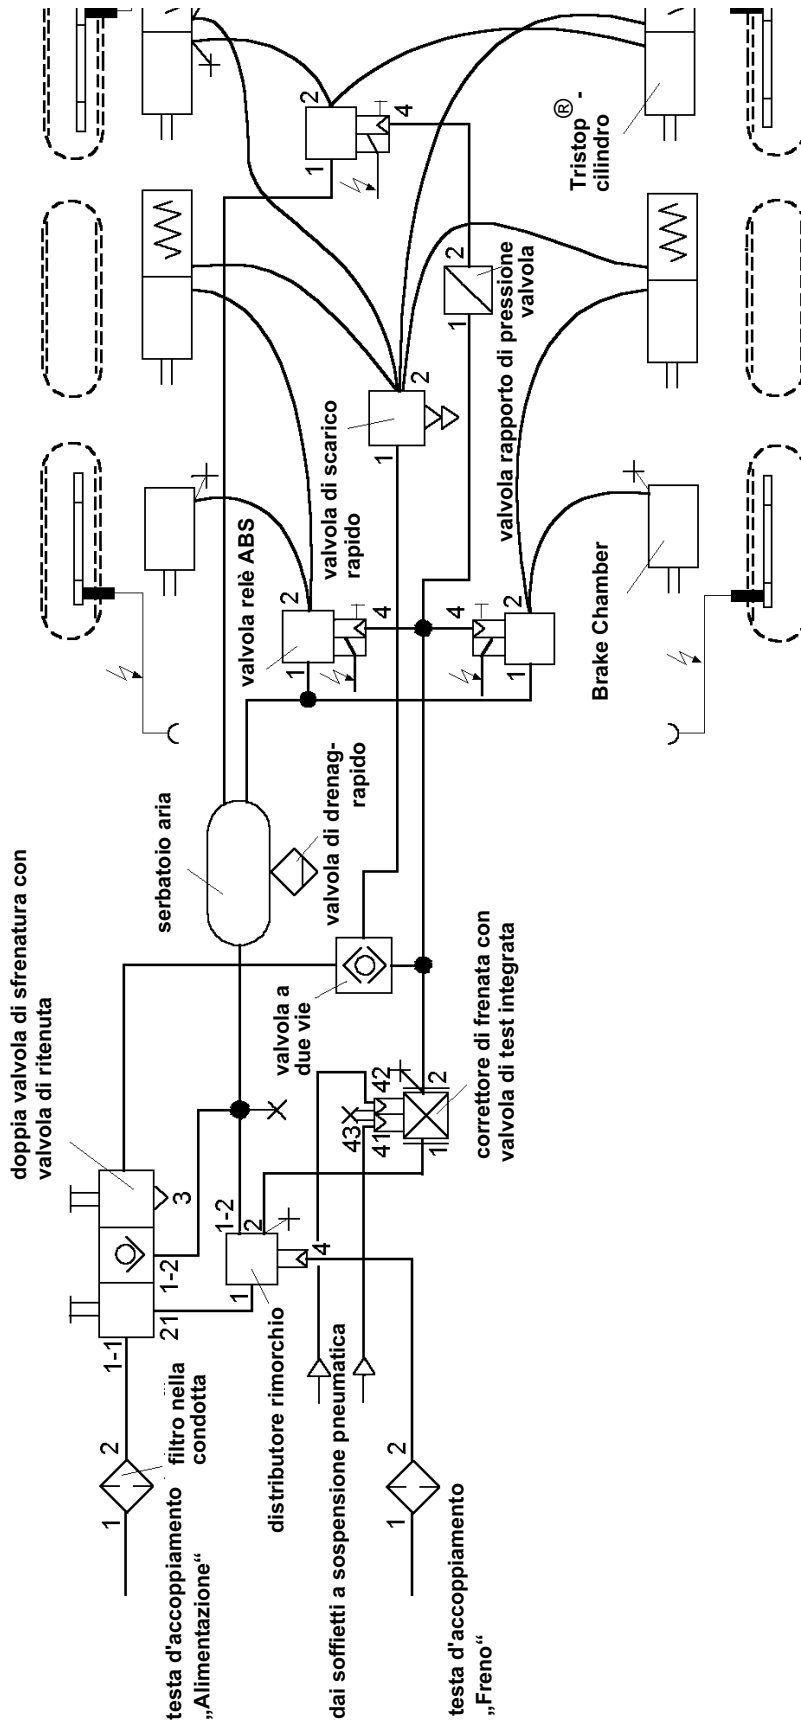 doppia valvola di sfrenatura con
valvola di ritenuta
serbatoio aria
valvola di drenag-
rapido
valvola relè ABS
valvola di scarico
rapido
valvola rapporto di pressione
valvola
Tristop® -
cilindro
Brake Chamber
valvola a
due vie
correttore di frenata con
valvola di test integrata
filtro nella
condotta
testa d'accoppiamento
„Alimentazione“
distributore rimorchio
dai soffietti a sospensione pneumatica
testa d'accoppiamento
„Freno“
1
2
1-1
21
1-2
3
1
1-2
2
4
1
2
41
43
42
1
2
1
2
4
1
2
4
1
2
1
2
1
2
4